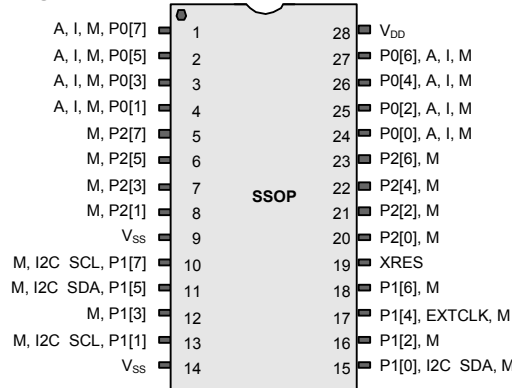 A, I, M, P0[7] 1 28 VDD
A, I, M, P0[5] 2 27 P0[6], A, I, M
A, I, M, P0[3] 3 26 P0[4], A, I, M
A, I, M, P0[1] 4 25 P0[2], A, I, M
M, P2[7] 5 24 P0[0], A, I, M
M, P2[5] 6 23 P2[6], M
M, P2[3] 7 22 P2[4], M
SSOP
M, P2[1] 8 21 P2[2], M
VSS 9 20 P2[0], M
M, I2C SCL, P1[7] 10 19 XRES
M, I2C SDA, P1[5] 11 18 P1[6], M
M, P1[3] 12 17 P1[4], EXTCLK, M
M, I2C SCL, P1[1] 13 16 P1[2], M
VSS 14 15 P1[0], I2C SDA, M